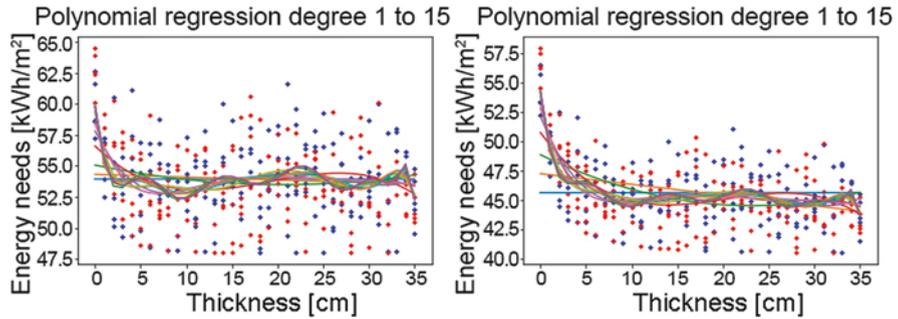 Polynomial regression degree 1 to 15
Energy needs [kWh/m²]
65.0
62.5
60.0
57.5
55.0
52.5
50.0
47.5
0 5 10 15 20 25 30 35
Thickness [cm]
Polynomial regression degree 1 to 15
Energy needs [kWh/m²]
57.5
55.0
52.5
50.0
47.5
45.0
42.5
40.0
0 5 10 15 20 25 30 35
Thickness [cm]